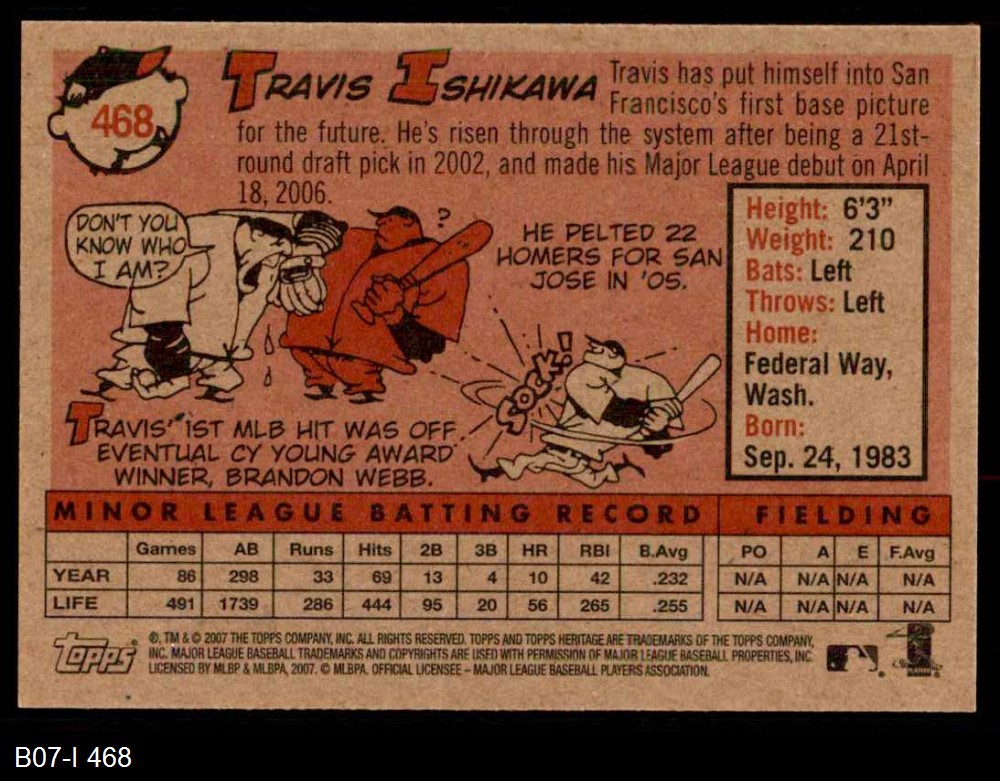 468
TRAVIS ISHIKAWA
Travis has put himself into San
Francisco's first base picture
for the future. He's risen through the system after being a 21st-
round draft pick in 2002, and made his Major League debut on April
18, 2006.
DON'T YOU
KNOW WHO
I AM?
?
HE PELTED 22
HOMERS FOR SAN
JOSE IN '05.
SOCK!
TRAVIS' 1ST MLB HIT WAS OFF
EVENTUAL CY YOUNG AWARD
WINNER, BRANDON WEBB.
Height: 6'3"
Weight: 210
Bats: Left
Throws: Left
Home:
Federal Way,
Wash.
Born:
Sep. 24, 1983
MINOR LEAGUE BATTING RECORD FIELDING
Games AB Runs Hits 2B 3B HR RBI B.Avg PO A E F.Avg
YEAR 86 298 33 69 13 4 10 42 .232 N/A N/A N/A N/A
LIFE 491 1739 286 444 95 20 56 265 .255 N/A N/A N/A N/A
Topps
®, TM & © 2007 THE TOPPS COMPANY, INC. ALL RIGHTS RESERVED. TOPPS AND TOPPS HERITAGE ARE TRADEMARKS OF THE TOPPS COMPANY,
INC. MAJOR LEAGUE BASEBALL TRADEMARKS AND COPYRIGHTS ARE USED WITH PERMISSION OF MAJOR LEAGUE BASEBALL PROPERTIES, INC.
LICENSED BY MLBP & MLBPA, 2007. © MLBPA. OFFICIAL LICENSEE – MAJOR LEAGUE BASEBALL PLAYERS ASSOCIATION.
B07-I 468